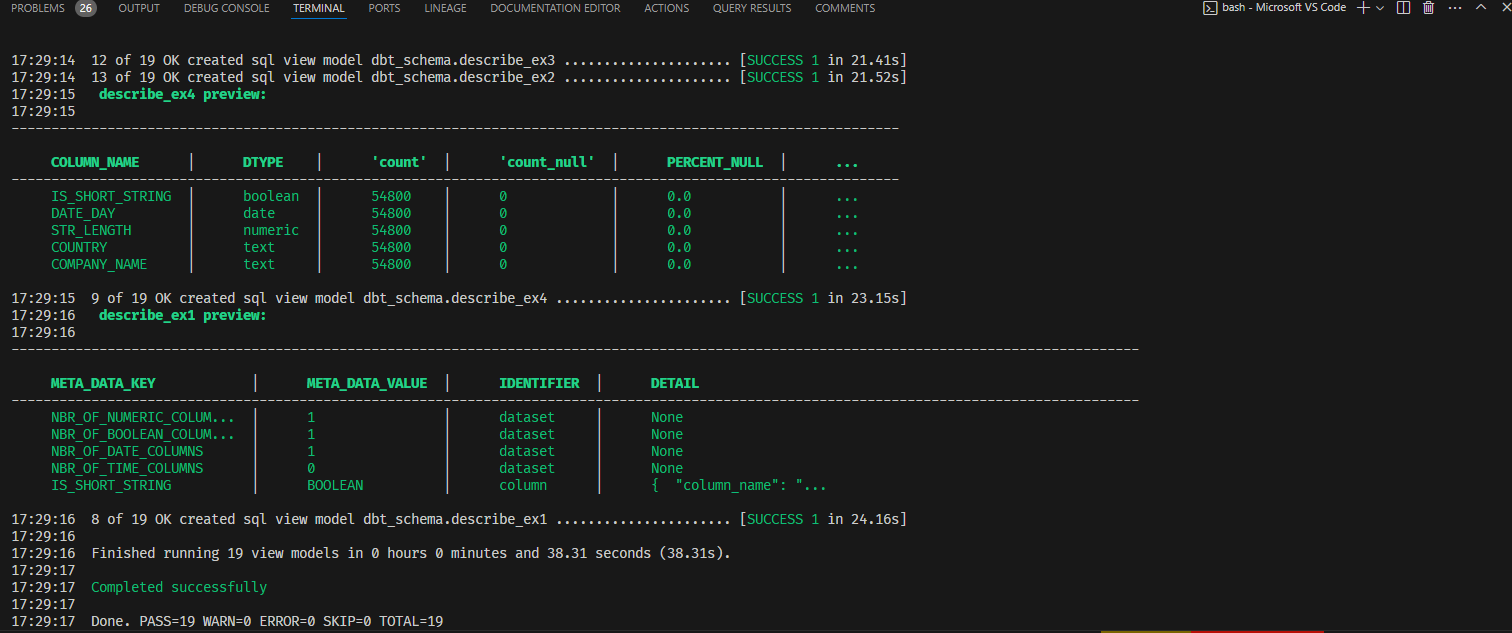 PROBLEMS 26 OUTPUT DEBUG CONSOLE TERMINAL PORTS LINEAGE DOCUMENTATION EDITOR ACTIONS QUERY RESULTS COMMENTS bash - Microsoft VS Code
17:29:14  12 of 19 OK created sql view model dbt_schema.describe_ex3 ..................... [SUCCESS 1 in 21.41s]
17:29:14  13 of 19 OK created sql view model dbt_schema.describe_ex2 ..................... [SUCCESS 1 in 21.52s]
17:29:15   describe_ex4 preview:
17:29:15
---------------------------------------------------------------------------------------------------------------
COLUMN_NAME | DTYPE | 'count' | 'count_null' | PERCENT_NULL | ...
---------------------------------------------------------------------------------------------------------------
IS_SHORT_STRING | boolean | 54800 | 0 | 0.0 | ...
DATE_DAY | date | 54800 | 0 | 0.0 | ...
STR_LENGTH | numeric | 54800 | 0 | 0.0 | ...
COUNTRY | text | 54800 | 0 | 0.0 | ...
COMPANY_NAME | text | 54800 | 0 | 0.0 | ...
17:29:15  9 of 19 OK created sql view model dbt_schema.describe_ex4 ...................... [SUCCESS 1 in 23.15s]
17:29:16   describe_ex1 preview:
17:29:16
---------------------------------------------------------------------------------------------------------------------------------------------
META_DATA_KEY | META_DATA_VALUE | IDENTIFIER | DETAIL
---------------------------------------------------------------------------------------------------------------------------------------------
NBR_OF_NUMERIC_COLUM... | 1 | dataset | None
NBR_OF_BOOLEAN_COLUM... | 1 | dataset | None
NBR_OF_DATE_COLUMNS | 1 | dataset | None
NBR_OF_TIME_COLUMNS | 0 | dataset | None
IS_SHORT_STRING | BOOLEAN | column | {  "column_name": "...
17:29:16  8 of 19 OK created sql view model dbt_schema.describe_ex1 ...................... [SUCCESS 1 in 24.16s]
17:29:16
17:29:16  Finished running 19 view models in 0 hours 0 minutes and 38.31 seconds (38.31s).
17:29:17
17:29:17  Completed successfully
17:29:17
17:29:17  Done. PASS=19 WARN=0 ERROR=0 SKIP=0 TOTAL=19